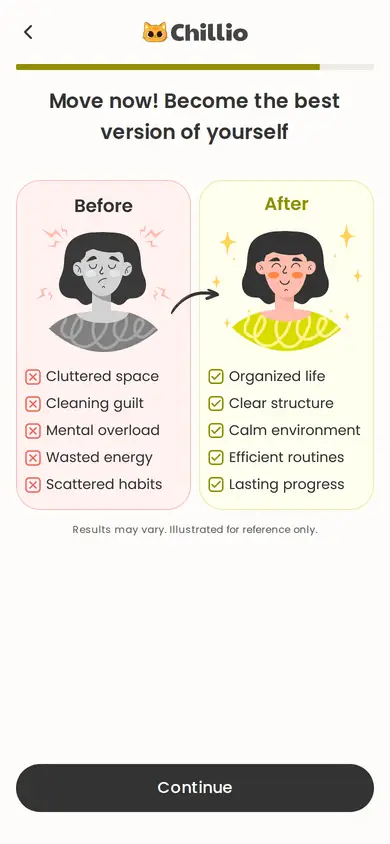 Chillio
Move now! Become the best
version of yourself
Before
Cluttered space
Cleaning guilt
Mental overload
Wasted energy
Scattered habits
After
Organized life
Clear structure
Calm environment
Efficient routines
Lasting progress
Results may vary. Illustrated for reference only.
Continue